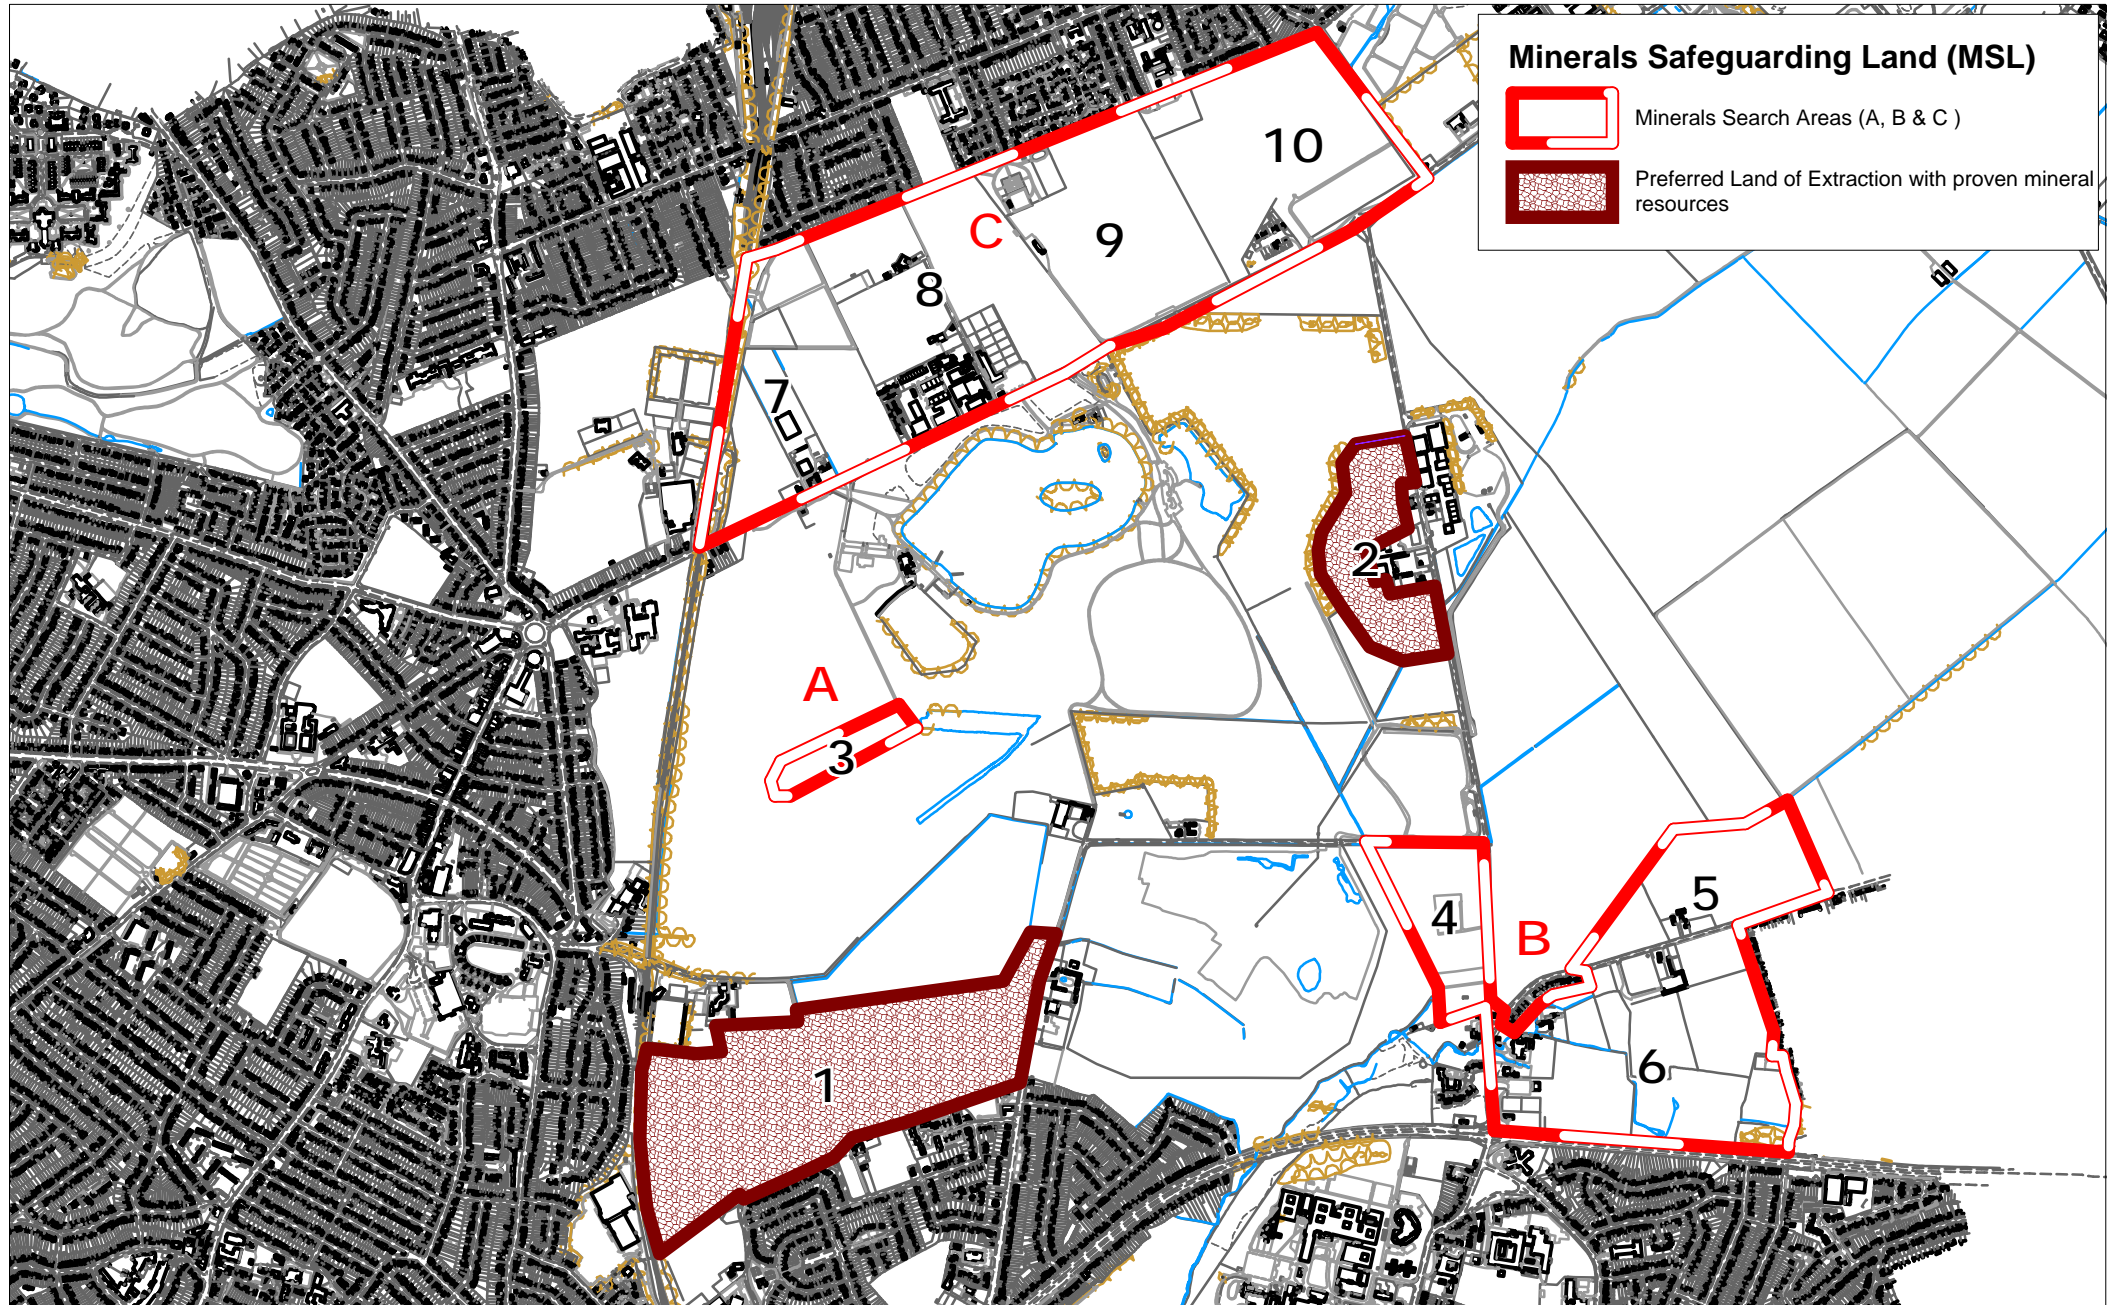 Minerals Safeguarding Land (MSL)
Minerals Search Areas (A, B & C )
Preferred Land of Extraction with proven mineral
resources
10
C
9
8
7
2
A
3
5
4
B
6
1